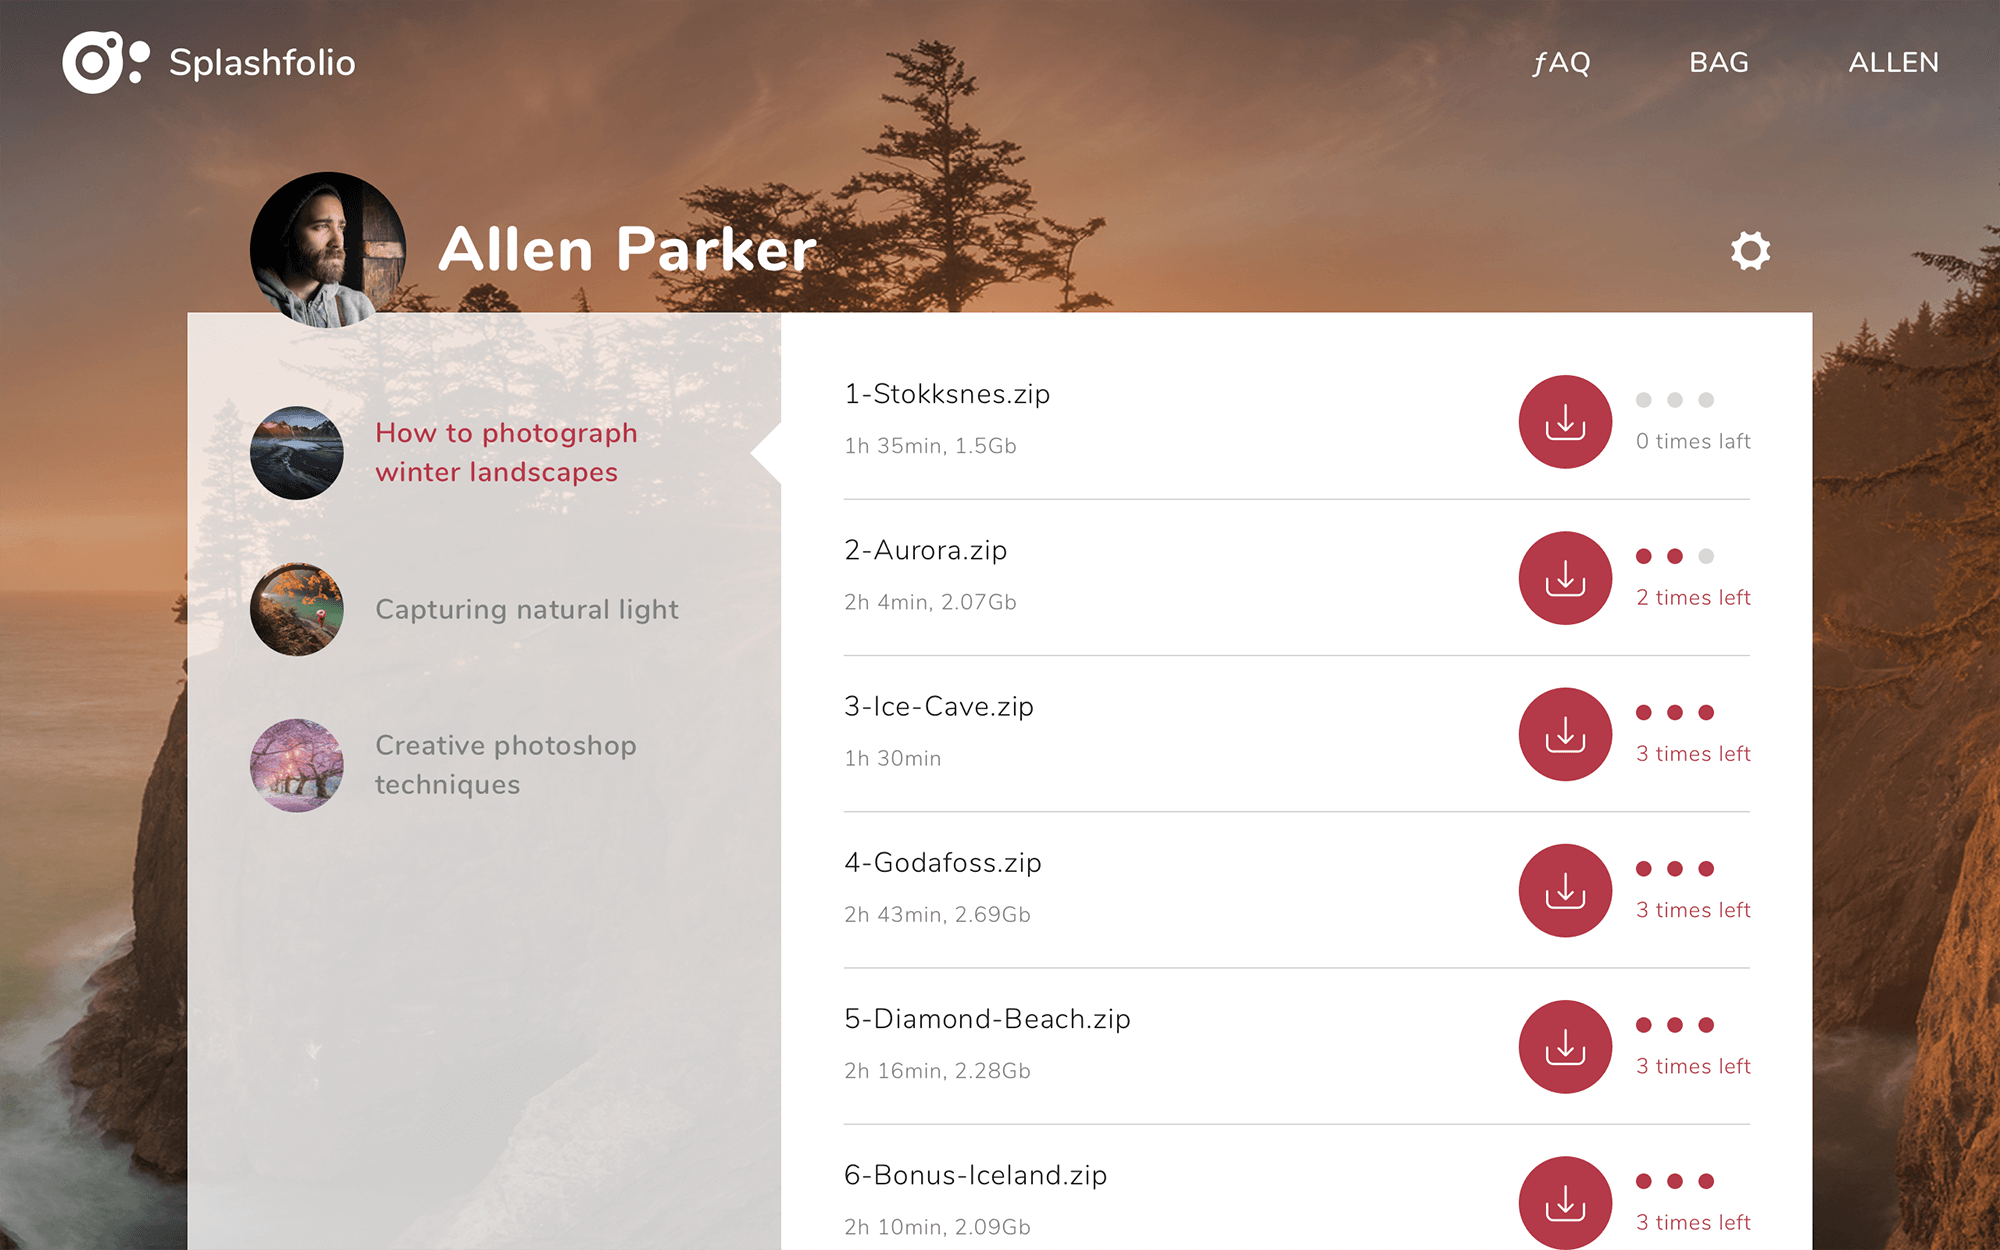 Splashfolio
ƒAQ
BAG
ALLEN
Allen Parker
How to photograph
winter landscapes
Capturing natural light
Creative photoshop
techniques
1-Stokksnes.zip
1h 35min, 1.5Gb
0 times laft
2-Aurora.zip
2h 4min, 2.07Gb
2 times left
3-Ice-Cave.zip
1h 30min
3 times left
4-Godafoss.zip
2h 43min, 2.69Gb
3 times left
5-Diamond-Beach.zip
2h 16min, 2.28Gb
3 times left
6-Bonus-Iceland.zip
2h 10min, 2.09Gb
3 times left